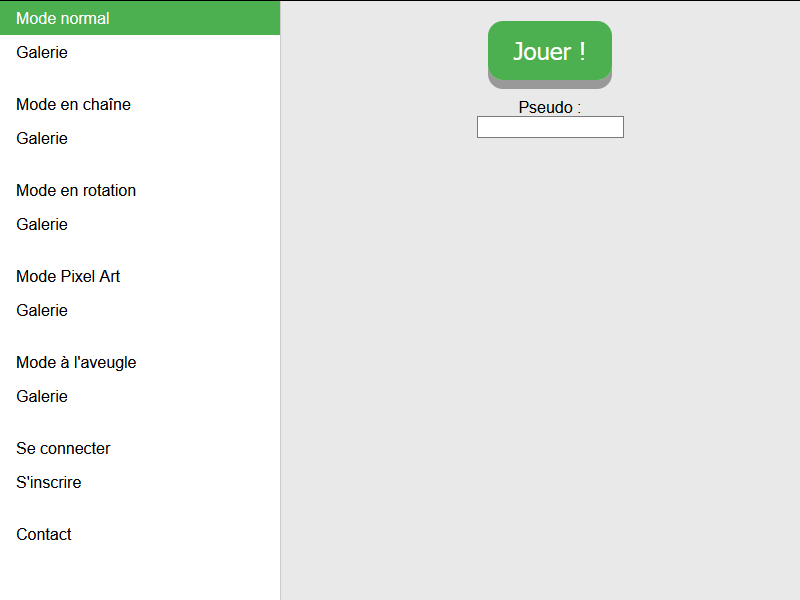 Mode normal
Galerie
Mode en chaîne
Galerie
Mode en rotation
Galerie
Mode Pixel Art
Galerie
Mode à l'aveugle
Galerie
Se connecter
S'inscrire
Contact
Jouer !
Pseudo :